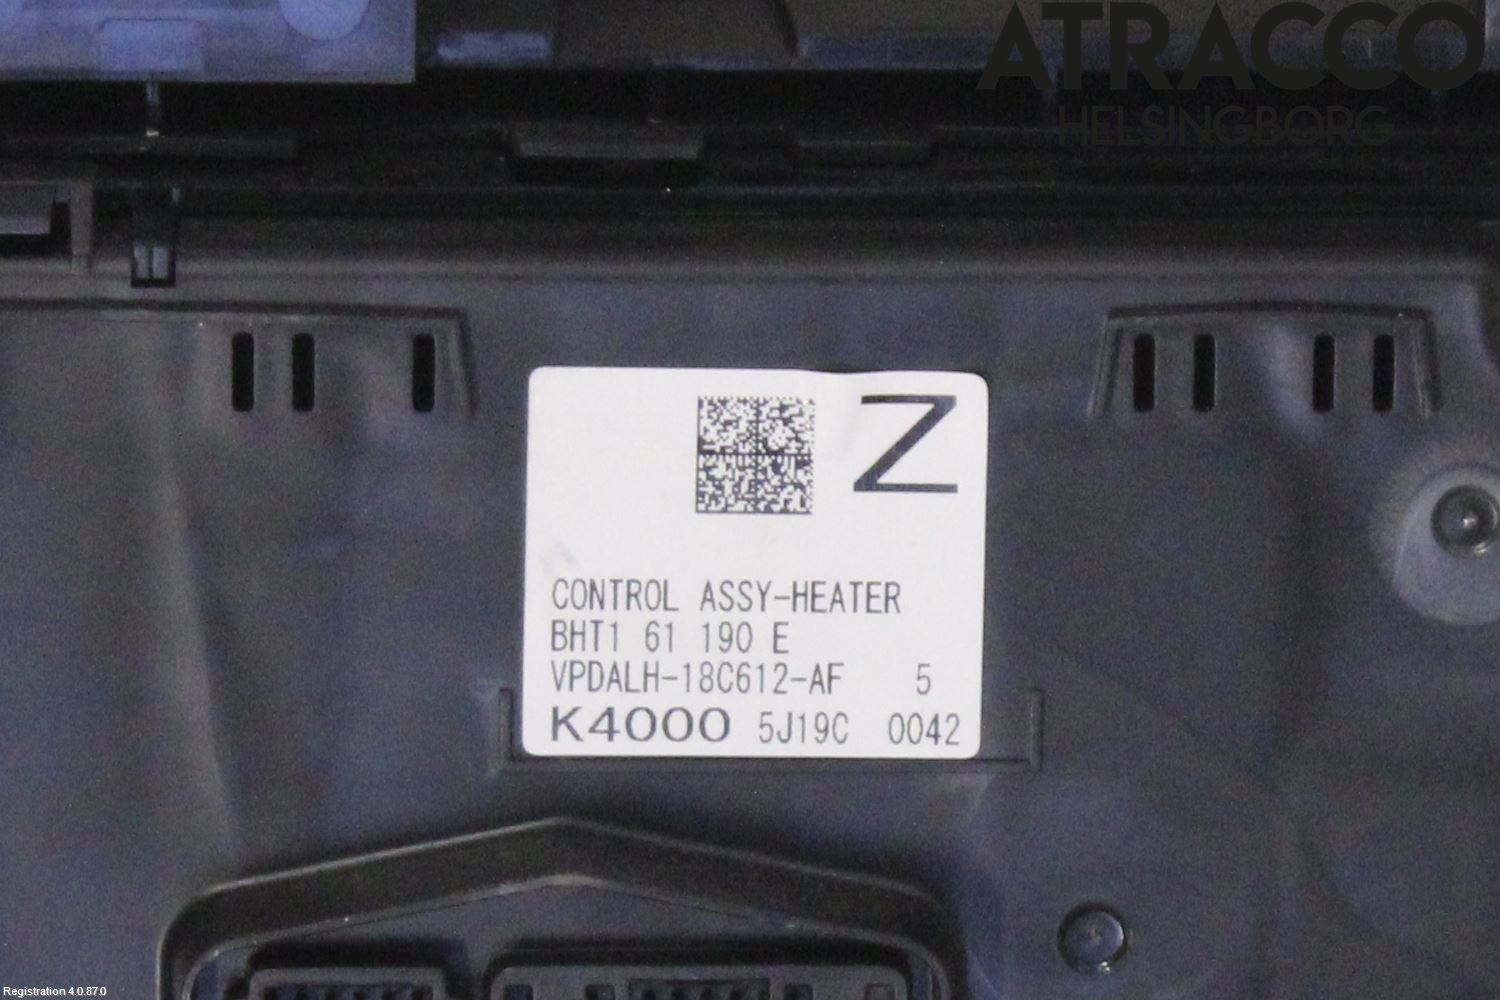 ATRACCO
HELSINGBORG
Z
CONTROL ASSY-HEATER
BHT1 61 190 E
VPDALH-18C612-AF 5
K4000 5J19C 0042
Registration 4.0.87.0